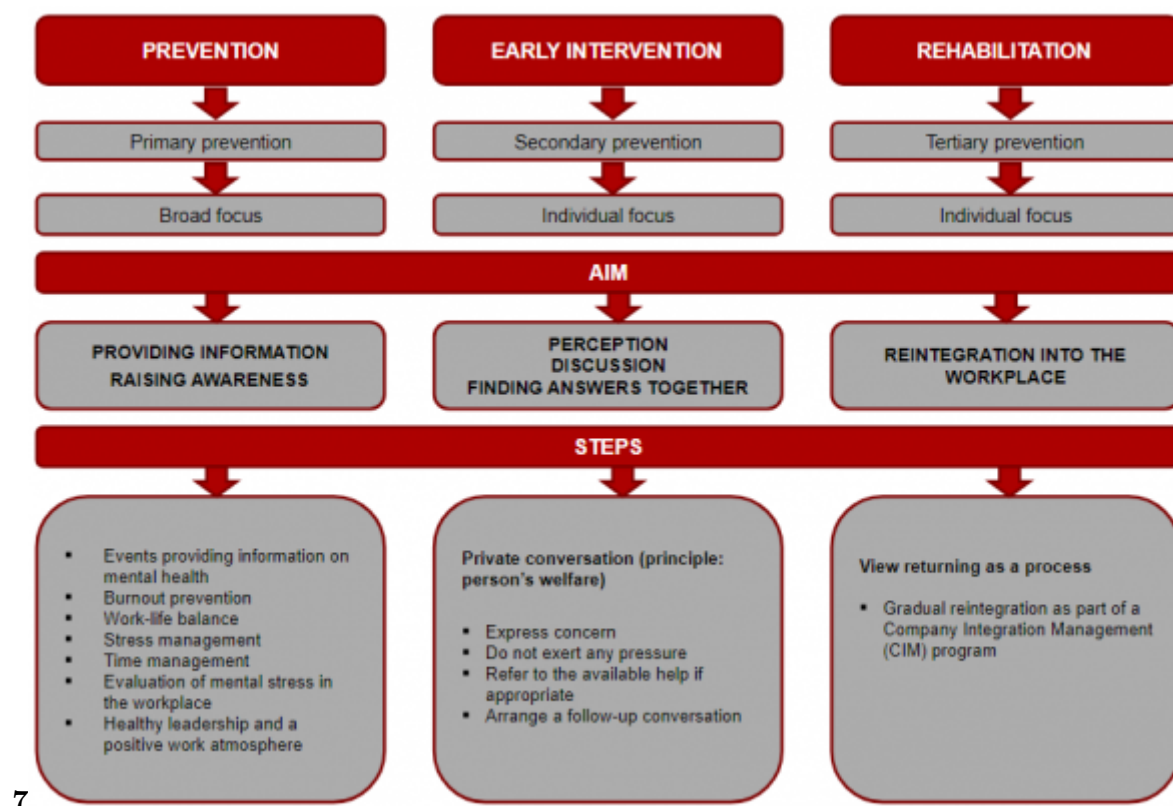 PREVENTION
EARLY INTERVENTION
REHABILITATION
Primary prevention
Secondary prevention
Tertiary prevention
Broad focus
Individual focus
Individual focus
AIM
PROVIDING INFORMATION
RAISING AWARENESS
PERCEPTION
DISCUSSION
FINDING ANSWERS TOGETHER
REINTEGRATION INTO THE
WORKPLACE
STEPS
▪ Events providing information on
mental health
▪ Burnout prevention
▪ Work-life balance
▪ Stress management
▪ Time management
▪ Evaluation of mental stress in
the workplace
▪ Healthy leadership and a
positive work atmosphere
Private conversation (principle:
person's welfare)
▪ Express concern
▪ Do not exert any pressure
▪ Refer to the available help if
appropriate
▪ Arrange a follow-up conversation
View returning as a process
▪ Gradual reintegration as part of a
Company Integration Management
(CIM) program
7